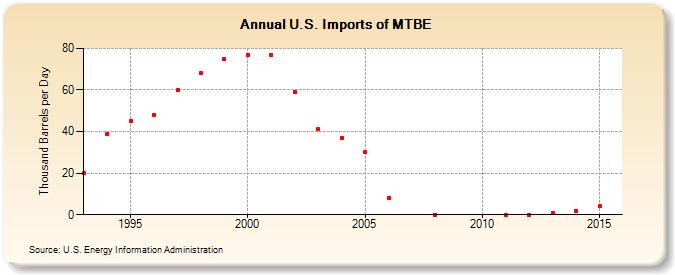 Annual U.S. Imports of MTBE
Thousand Barrels per Day
80
60
40
20
0
1995 2000 2005 2010 2015
Source: U.S. Energy Information Administration